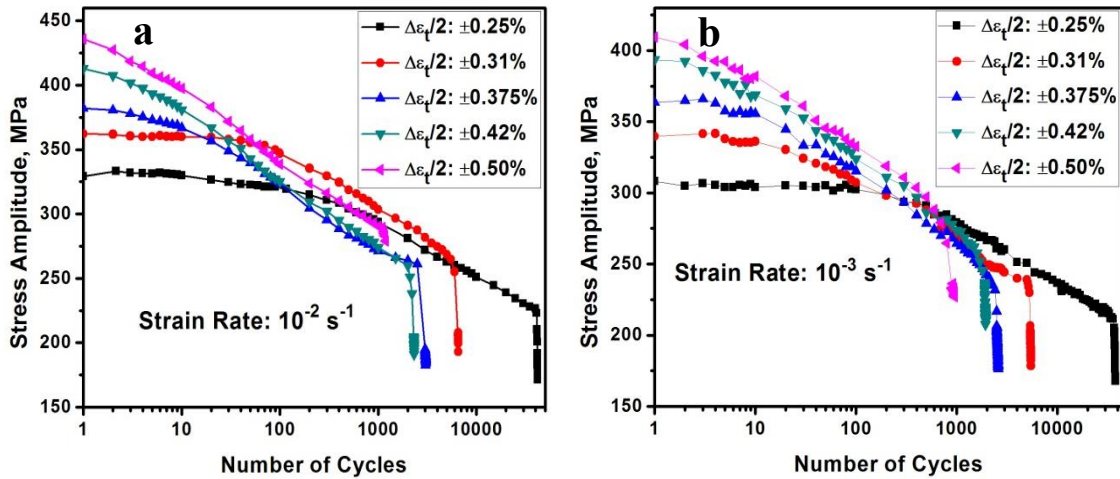 a
Δεt/2: ±0.25%
Δεt/2: ±0.31%
Δεt/2: ±0.375%
Δεt/2: ±0.42%
Δεt/2: ±0.50%
Strain Rate: 10-2 s-1
Stress Amplitude, MPa
450
400
350
300
250
200
150
1
10
100
1000
10000
Number of Cycles
b
Δεt/2: ±0.25%
Δεt/2: ±0.31%
Δεt/2: ±0.375%
Δεt/2: ±0.42%
Δεt/2: ±0.50%
Strain Rate: 10-3 s-1
Stress Amplitude, MPa
400
350
300
250
200
150
1
10
100
1000
10000
Number of Cycles